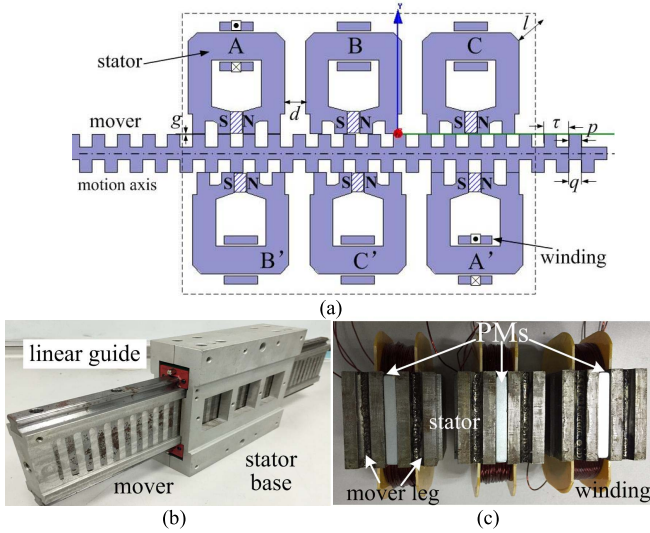 A B C l
stator
S N S N S N
mover g d τ p
motion axis q
S N S N S N
B' C' A' winding
Y
(a)
linear guide
mover
stator base
(b)
PMs
stator
mover leg
winding
(c)